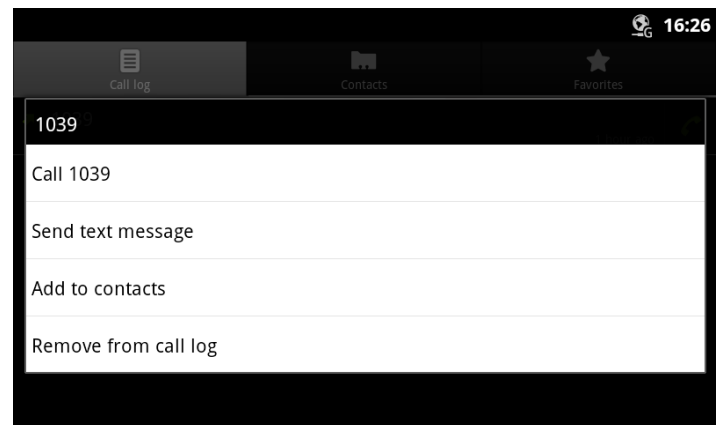 G 16:26
Call log Contacts Favorites
1039
Call 1039
Send text message
Add to contacts
Remove from call log